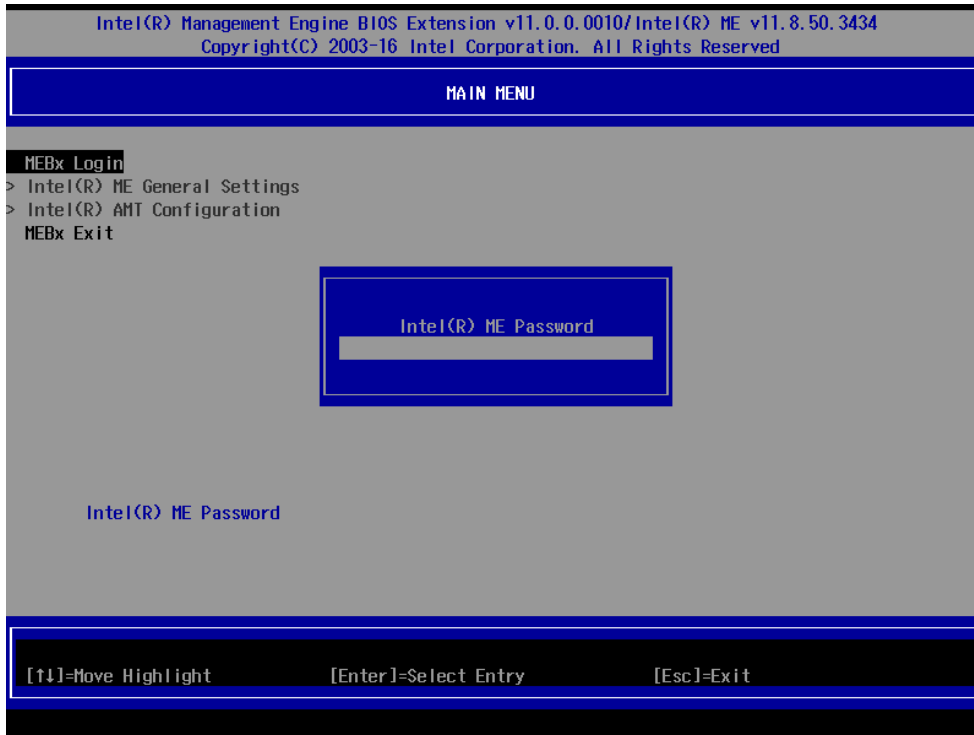 Intel(R) Management Engine BIOS Extension v11.0.0.0010/Intel(R) ME v11.8.50.3434
Copyright(C) 2003-16 Intel Corporation. All Rights Reserved
MAIN MENU
MEBx Login
> Intel(R) ME General Settings
> Intel(R) AMT Configuration
MEBx Exit
Intel(R) ME Password
Intel(R) ME Password
[↑↓]=Move Highlight [Enter]=Select Entry [Esc]=Exit